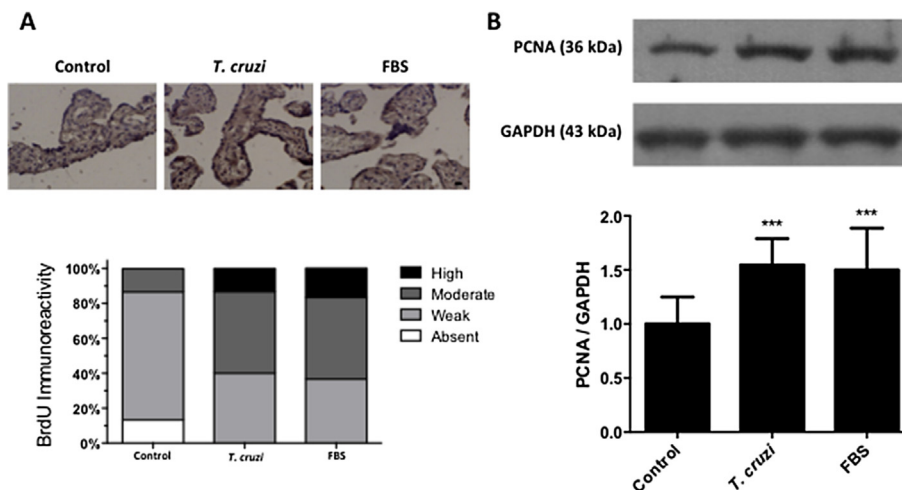 A
Control
T. cruzi
FBS
BrdU Immunoreactivity
100%
80%
60%
40%
20%
0%
Control
T. cruzi
FBS
High
Moderate
Weak
Absent
B
PCNA (36 kDa)
GAPDH (43 kDa)
PCNA / GAPDH
2.0
1.5
1.0
0.5
0.0
***
***
Control
T. cruzi
FBS